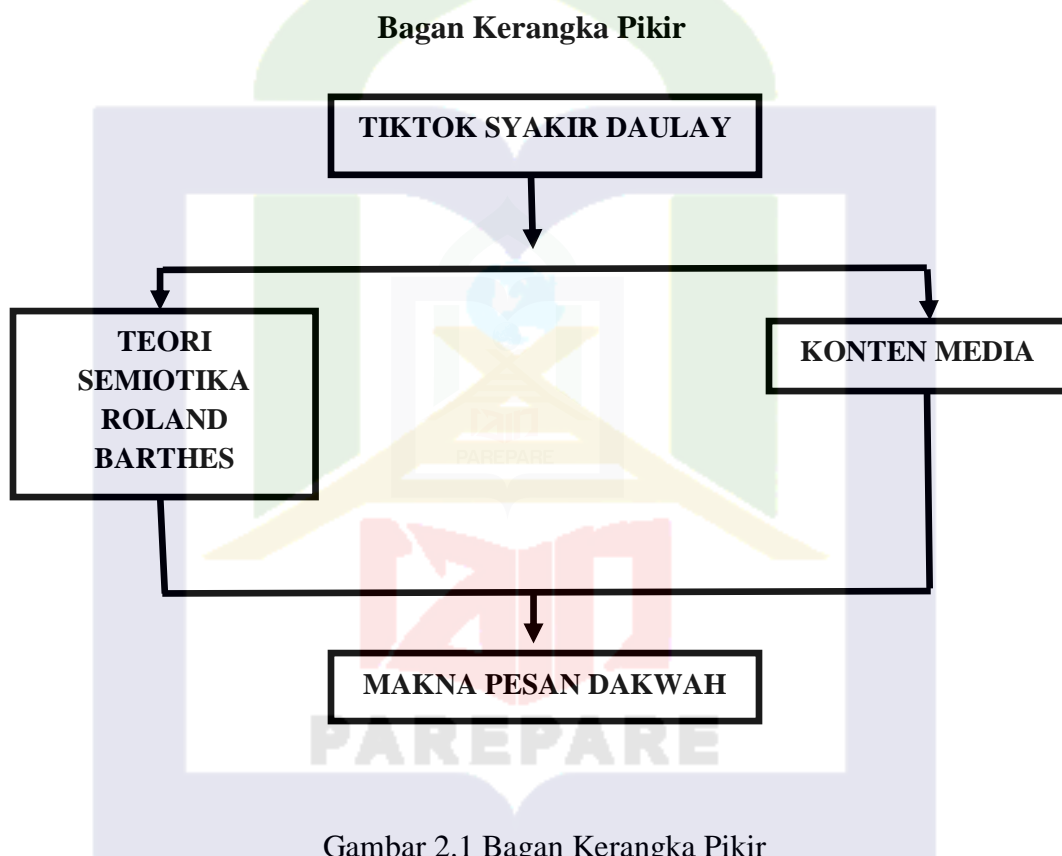 Bagan Kerangka Pikir
TIKTOK SYAKIR DAULAY
TEORI
SEMIOTIKA
ROLAND
BARTHES
KONTEN MEDIA
PAREPARE
MAKNA PESAN DAKWAH
PAREPARE
Gambar 2.1 Bagan Kerangka Pikir